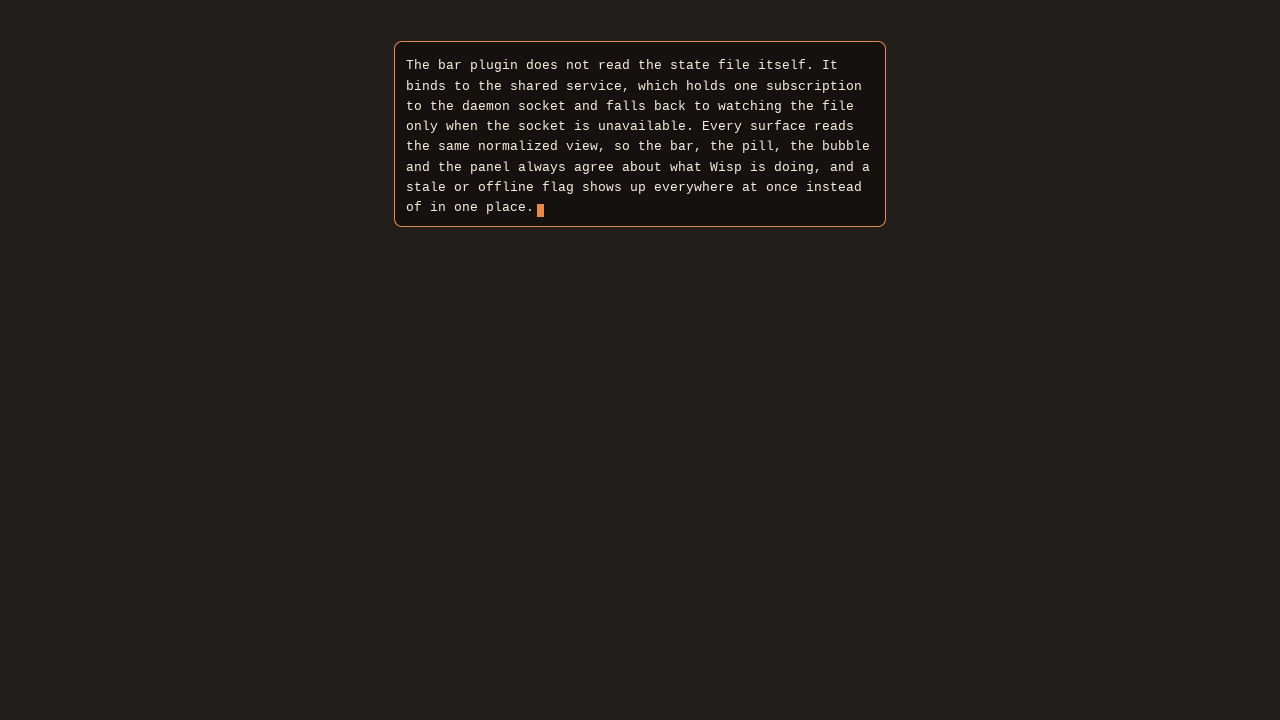 The bar plugin does not read the state file itself. It
binds to the shared service, which holds one subscription
to the daemon socket and falls back to watching the file
only when the socket is unavailable. Every surface reads
the same normalized view, so the bar, the pill, the bubble
and the panel always agree about what Wisp is doing, and a
stale or offline flag shows up everywhere at once instead
of in one place.